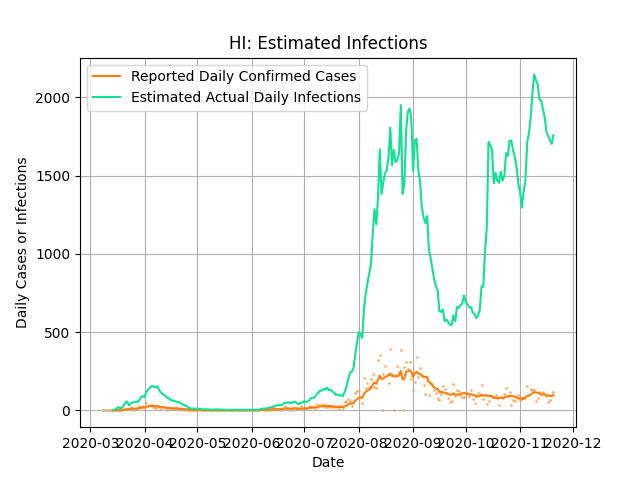 HI: Estimated Infections
Reported Daily Confirmed Cases
Estimated Actual Daily Infections
Daily Cases or Infections
2000
1500
1000
500
0
2020-03 2020-04 2020-05 2020-06 2020-07 2020-08 2020-09 2020-10 2020-11 2020-12
Date